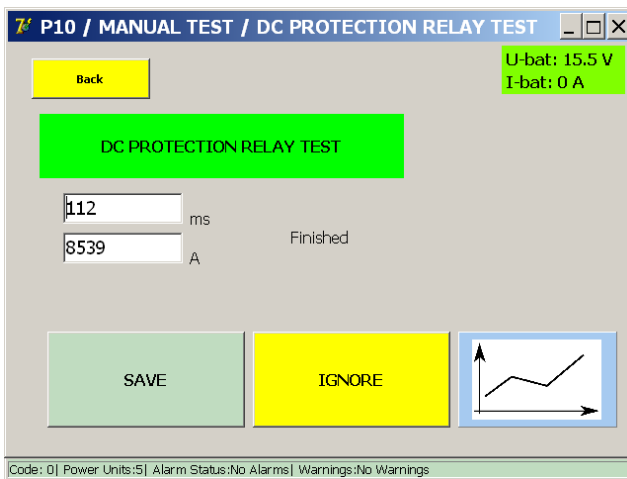 P10 / MANUAL TEST / DC PROTECTION RELAY TEST
U-bat: 15.5 V
I-bat: 0 A
Back
DC PROTECTION RELAY TEST
112 ms
8539 A
Finished
SAVE
IGNORE
Code: 0| Power Units:5| Alarm Status:No Alarms| Warnings:No Warnings